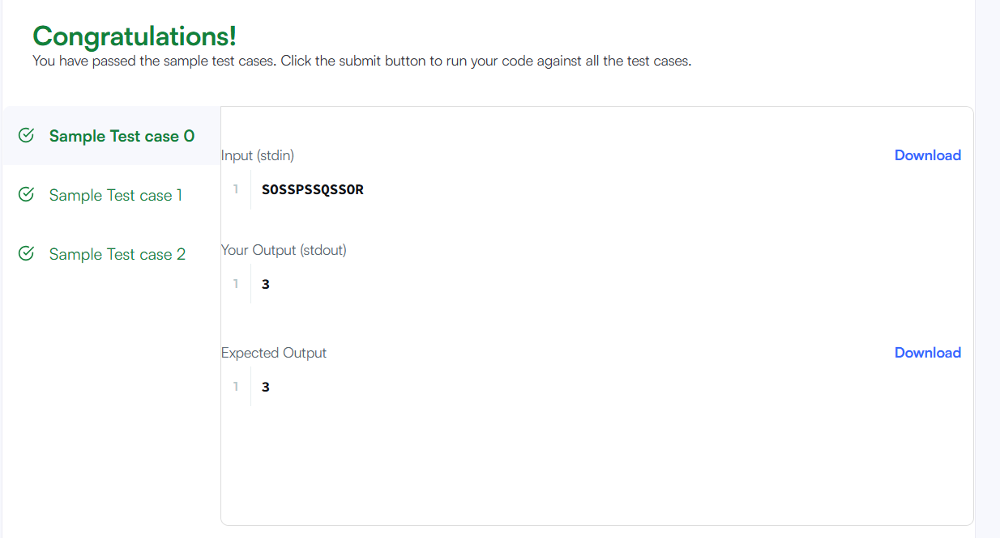 Congratulations!
You have passed the sample test cases. Click the submit button to run your code against all the test cases.
Sample Test case 0
Sample Test case 1
Sample Test case 2
Input (stdin)
Download
1 SOSSPSSQSSOR
Your Output (stdout)
1 3
Expected Output
Download
1 3